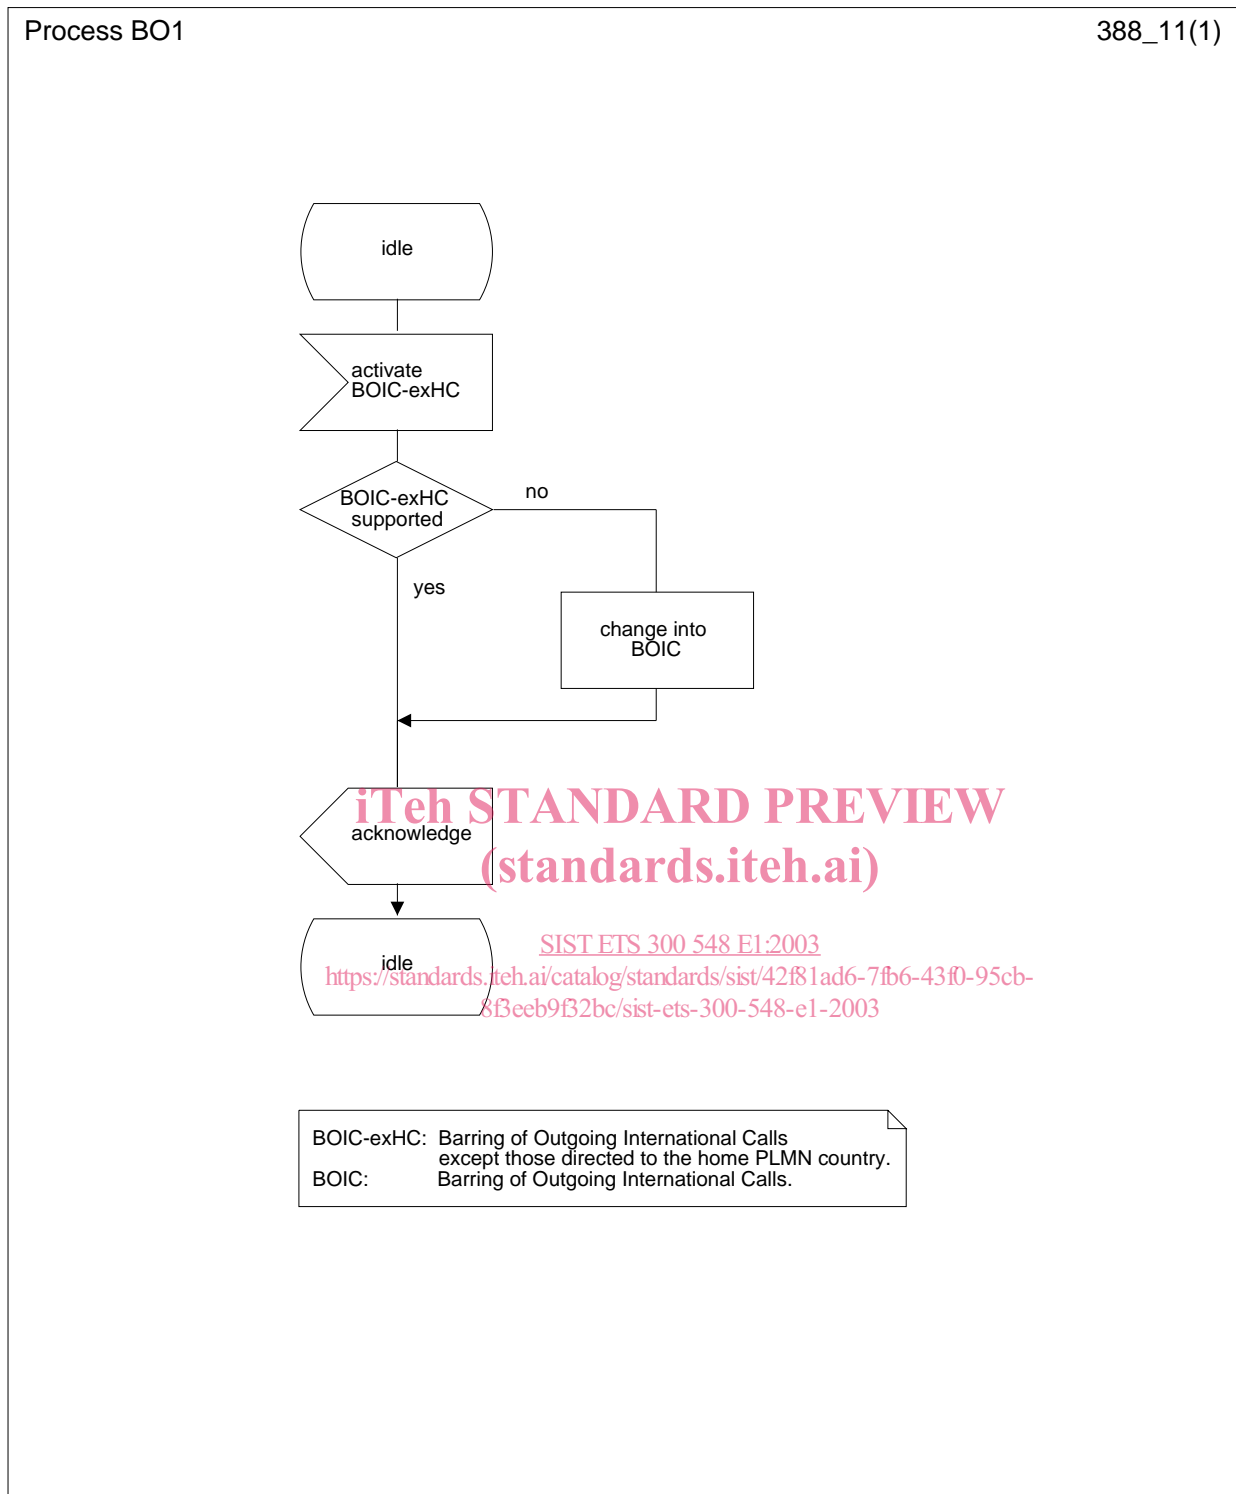 Process BO1
388_11(1)
idle
activate
BOIC-exHC
BOIC-exHC
supported
no
yes
change into
BOIC
iTeh STANDARD PREVIEW
acknowledge
(standards.iteh.ai)
SIST ETS 300 548 E1:2003
idle
https://standards.iteh.ai/catalog/standards/sist/42f81ad6-7fb6-43f0-95cb-
8f3eeb9f32bc/sist-ets-300-548-e1-2003
BOIC-exHC: Barring of Outgoing International Calls
except those directed to the home PLMN country.
BOIC: Barring of Outgoing International Calls.